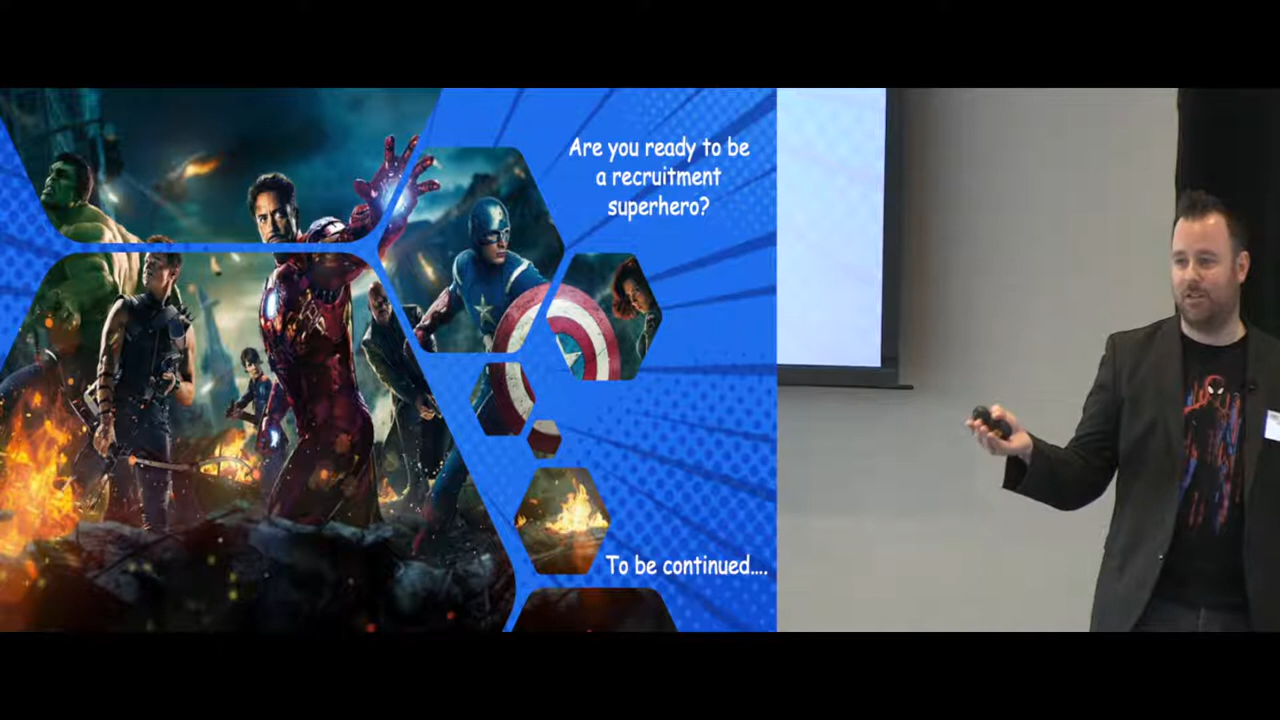 Are you ready to be
a recruitment
superhero?
To be continued....